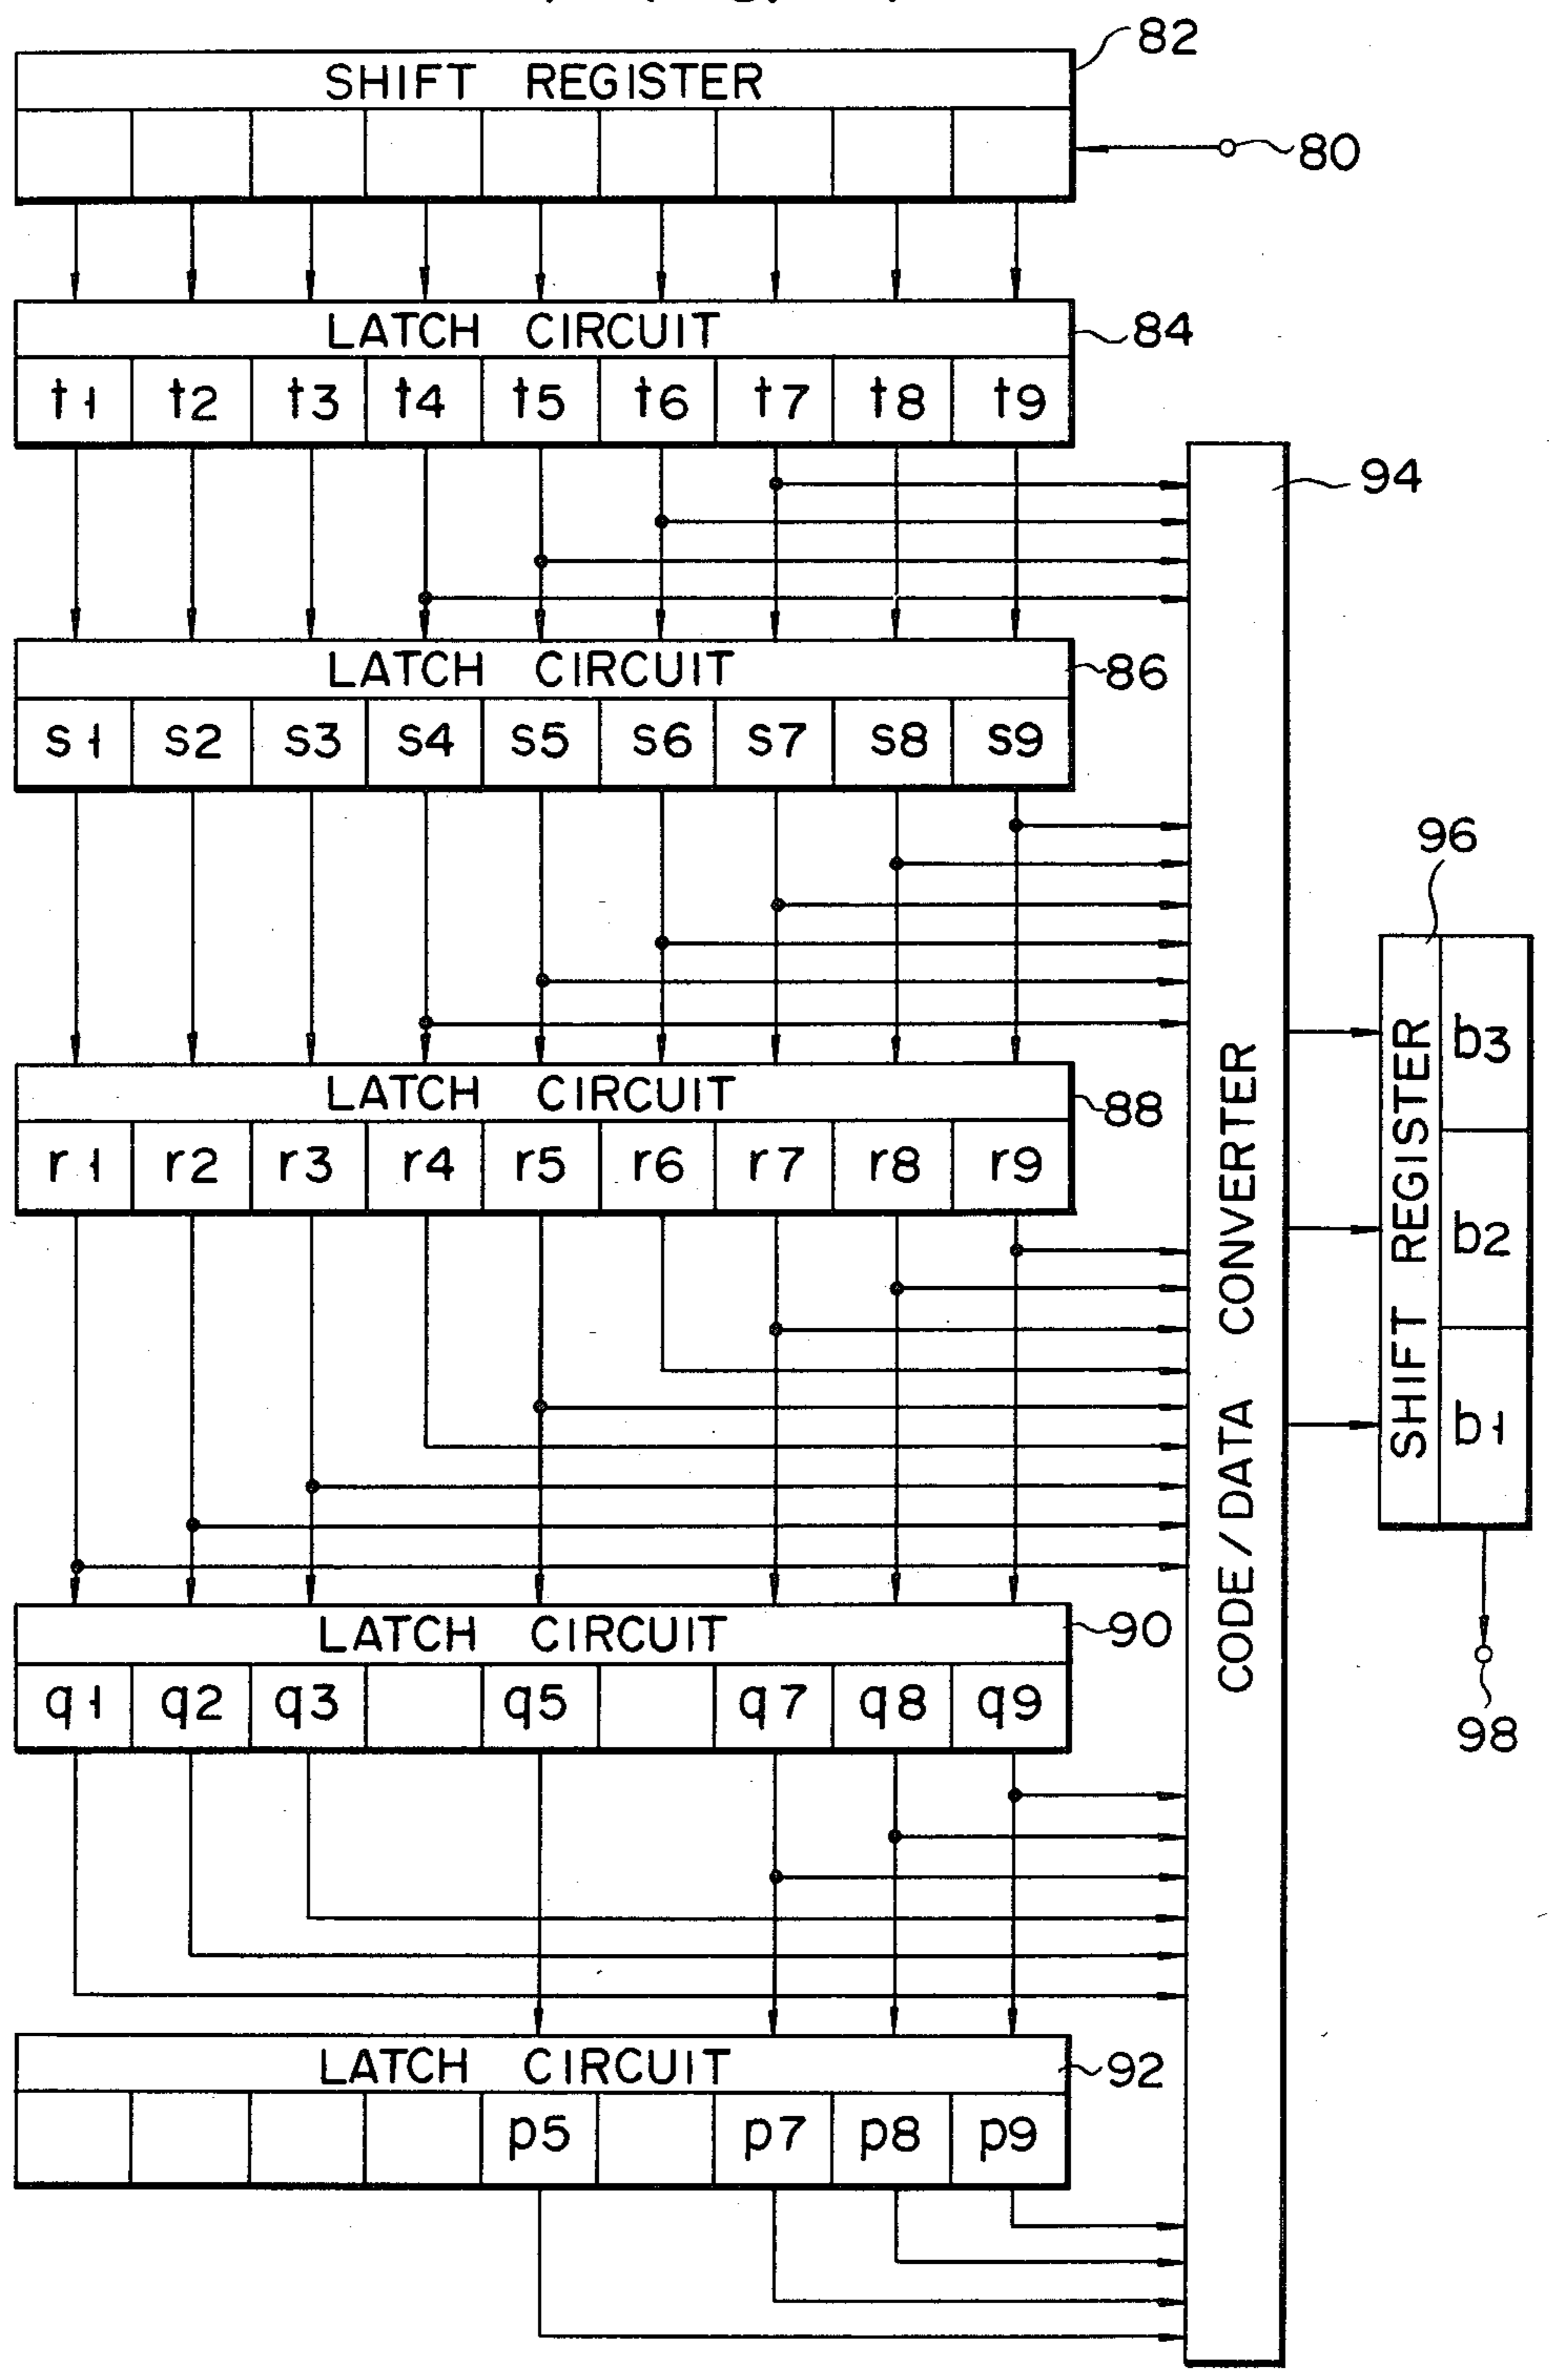 82
SHIFT REGISTER
80
LATCH CIRCUIT
84
t1 t2 t3 t4 t5 t6 t7 t8 t9
94
LATCH CIRCUIT
86
s1 s2 s3 s4 s5 s6 s7 s8 s9
96
LATCH CIRCUIT
88
r1 r2 r3 r4 r5 r6 r7 r8 r9
CODE/DATA CONVERTER
SHIFT REGISTER
b3
b2
b1
LATCH CIRCUIT
90
q1 q2 q3 q5 q7 q8 q9
98
LATCH CIRCUIT
92
p5 p7 p8 p9